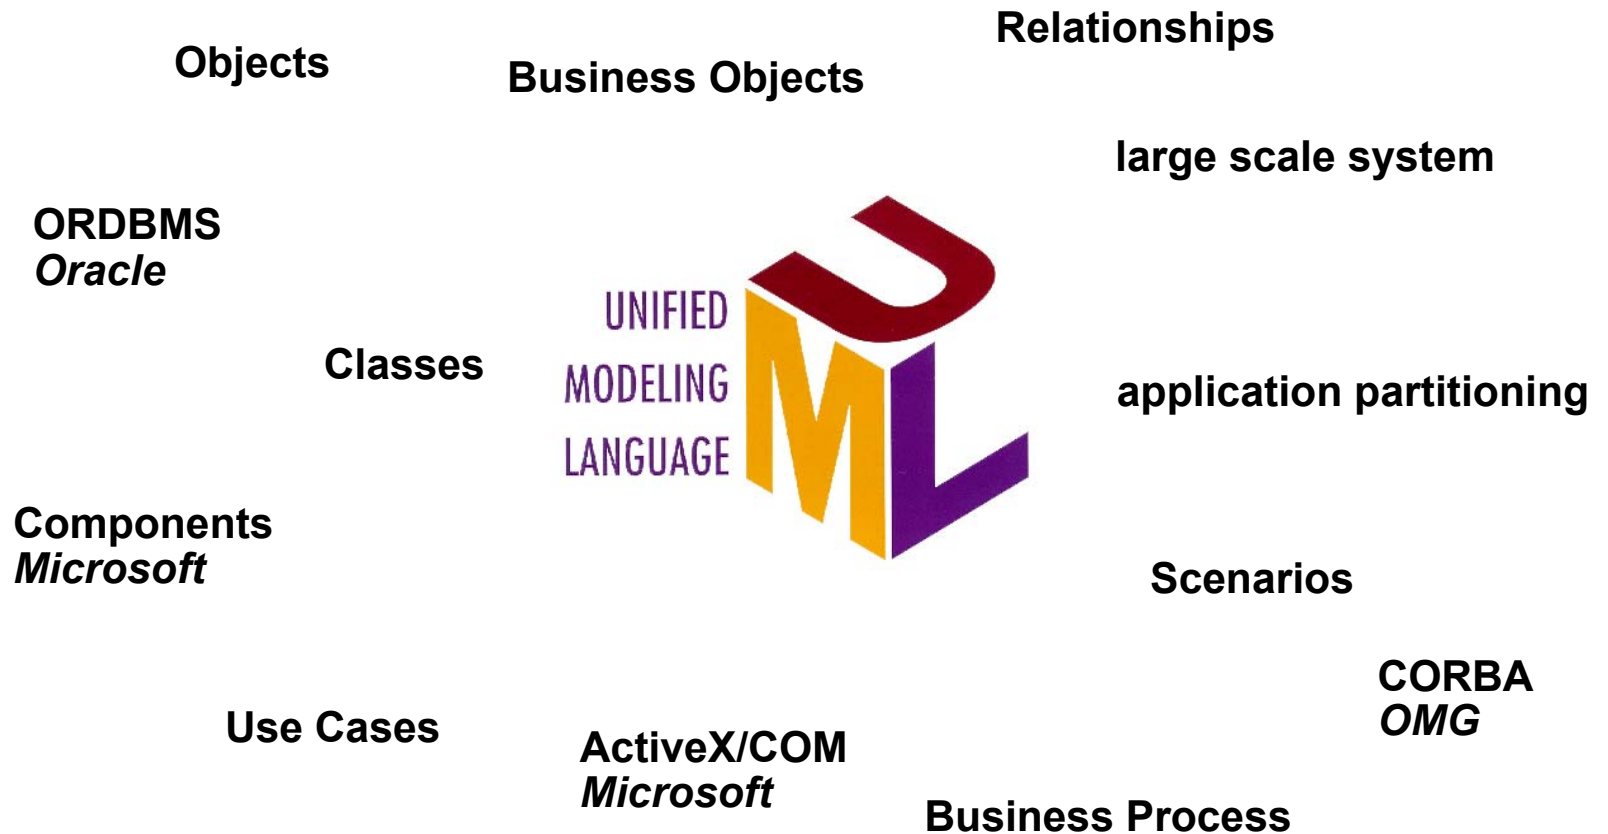 Relationships
Objects
Business Objects
large scale system
ORDBMS
Oracle
UNIFIED
MODELING
LANGUAGE
UML
Classes
application partitioning
Components
Microsoft
Scenarios
CORBA
OMG
Use Cases
ActiveX/COM
Microsoft
Business Process